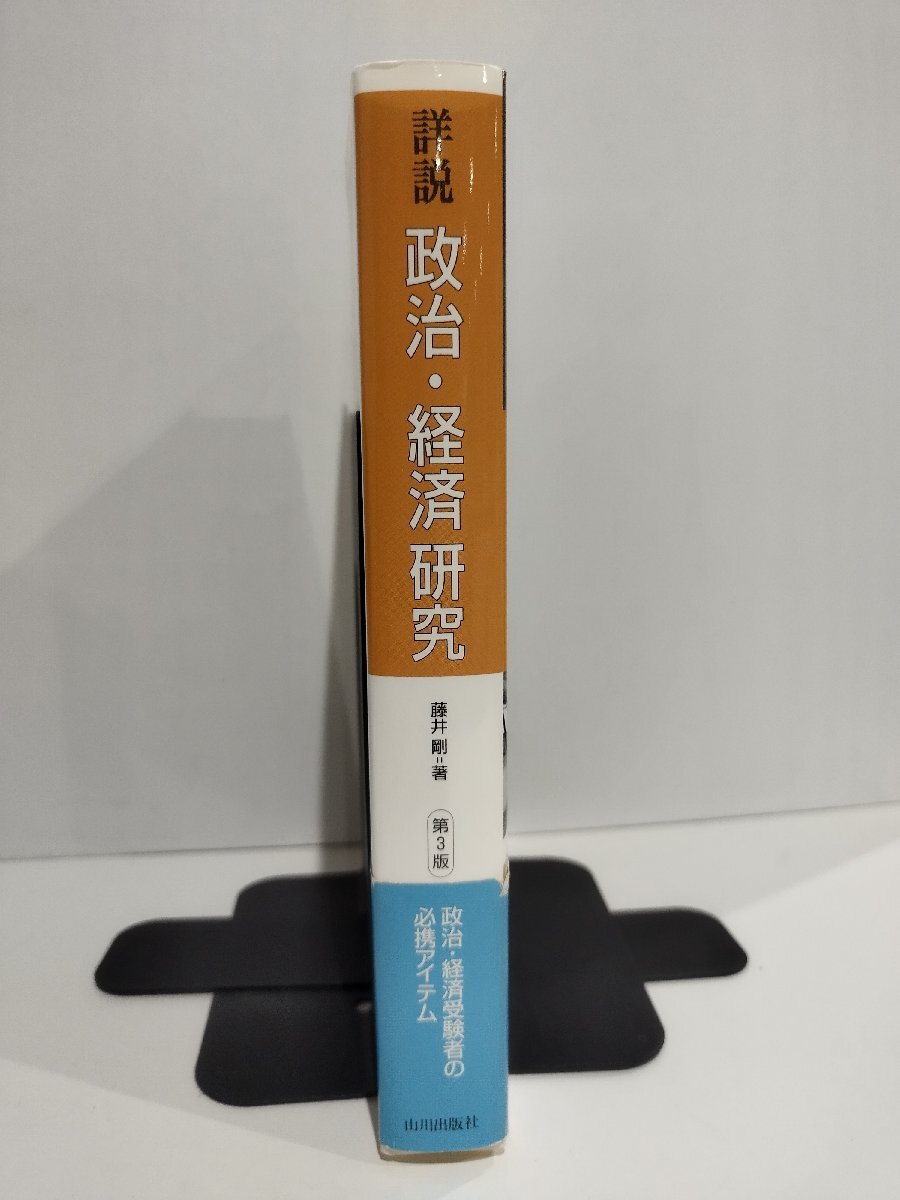 詳説
政治・経済研究
藤井 剛=著
第3版
政治・経済受験者の
必携アイテム
山川出版社